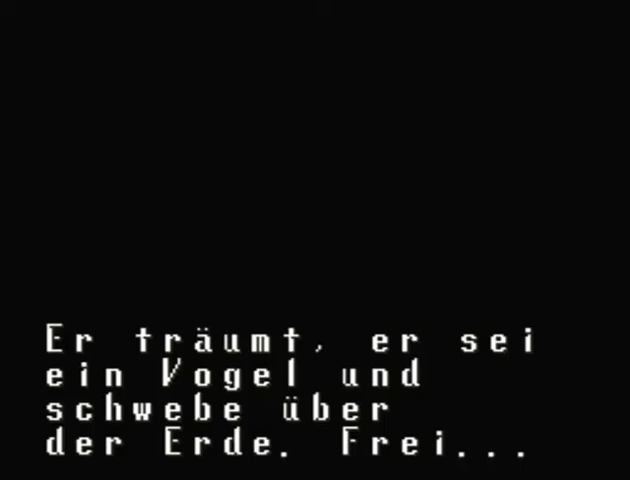 Er träumt, er sei
ein Vogel und
schwebe über
der Erde. Frei...